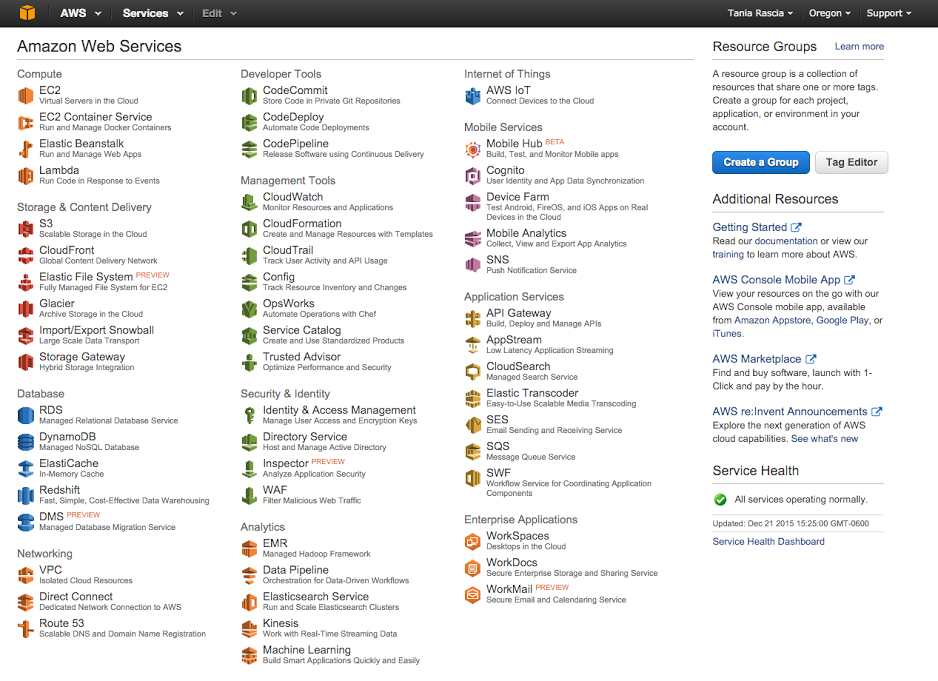 AWS Services Edit Tania Rascia Oregon Support
Amazon Web Services
Compute
EC2
Virtual Servers in the Cloud
EC2 Container Service
Run and Manage Docker Containers
Elastic Beanstalk
Run and Manage Web Apps
Lambda
Run Code in Response to Events
Storage & Content Delivery
S3
Scalable Storage in the Cloud
CloudFront
Global Content Delivery Network
Elastic File System PREVIEW
Fully Managed File System for EC2
Glacier
Archive Storage in the Cloud
Import/Export Snowball
Large Scale Data Transport
Storage Gateway
Hybrid Storage Integration
Database
RDS
Managed Relational Database Service
DynamoDB
Managed NoSQL Database
ElastiCache
In-Memory Cache
Redshift
Fast, Simple, Cost-Effective Data Warehousing
DMS PREVIEW
Managed Database Migration Service
Networking
VPC
Isolated Cloud Resources
Direct Connect
Dedicated Network Connection to AWS
Route 53
Scalable DNS and Domain Name Registration
Developer Tools
CodeCommit
Store Code in Private Git Repositories
CodeDeploy
Automate Code Deployments
CodePipeline
Release Software using Continuous Delivery
Management Tools
CloudWatch
Monitor Resources and Applications
CloudFormation
Create and Manage Resources with Templates
CloudTrail
Track User Activity and API Usage
Config
Track Resource Inventory and Changes
OpsWorks
Automate Operations with Chef
Service Catalog
Create and Use Standardized Products
Trusted Advisor
Optimize Performance and Security
Security & Identity
Identity & Access Management
Manage User Access and Encryption Keys
Directory Service
Host and Manage Active Directory
Inspector PREVIEW
Analyze Application Security
WAF
Filter Malicious Web Traffic
Analytics
EMR
Managed Hadoop Framework
Data Pipeline
Orchestration for Data-Driven Workflows
Elasticsearch Service
Run and Scale Elasticsearch Clusters
Kinesis
Work with Real-Time Streaming Data
Machine Learning
Build Smart Applications Quickly and Easily
Internet of Things
AWS IoT
Connect Devices to the Cloud
Mobile Services
Mobile Hub BETA
Build, Test, and Monitor Mobile apps
Cognito
User Identity and App Data Synchronization
Device Farm
Test Android, FireOS, and iOS Apps on Real
Devices in the Cloud
Mobile Analytics
Collect, View and Export App Analytics
SNS
Push Notification Service
Application Services
API Gateway
Build, Deploy and Manage APIs
AppStream
Low Latency Application Streaming
CloudSearch
Managed Search Service
Elastic Transcoder
Easy-to-Use Scalable Media Transcoding
SES
Email Sending and Receiving Service
SQS
Message Queue Service
SWF
Workflow Service for Coordinating Application
Components
Enterprise Applications
WorkSpaces
Desktops in the Cloud
WorkDocs
Secure Enterprise Storage and Sharing Service
WorkMail PREVIEW
Secure Email and Calendaring Service
Resource Groups Learn more
A resource group is a collection of
resources that share one or more tags.
Create a group for each project,
application, or environment in your
account.
Create a Group Tag Editor
Additional Resources
Getting Started
Read our documentation or view our
training to learn more about AWS.
AWS Console Mobile App
View your resources on the go with our
AWS Console mobile app, available
from Amazon Appstore, Google Play, or
iTunes.
AWS Marketplace
Find and buy software, launch with 1-
Click and pay by the hour.
AWS re:Invent Announcements
Explore the next generation of AWS
cloud capabilities. See what's new
Service Health
All services operating normally.
Updated: Dec 21 2015 15:25:00 GMT-0600
Service Health Dashboard